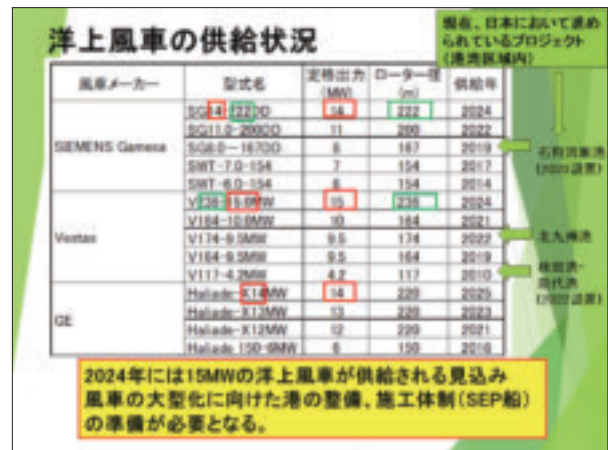 洋上風車の供給状況
現在、日本において進め
られているプロジェクト
(港湾区域内)
風車メーカー 型式名 定格出力(MW) ローター径(m) 供給年
SIEMENS Gamesa
SG14-222DD 14 222 2024
SG11.0-200DD 11 200 2022
SG8.0-167DD 8 167 2019
SWT-7.0-154 7 154 2017
SWT-6.0-154 6 154 2014
Vestas
V236-15.0MW 15 236 2024
V164-10.0MW 10 164 2021
V174-9.5MW 9.5 174 2022
V164-9.5MW 9.5 164 2019
V117-4.2MW 4.2 117 2010
GE
Haliade-X14MW 14 220 2025
Haliade-X13MW 13 220 2023
Haliade-X12MW 12 220 2021
Haliade 150-6MW 6 150 2016
石狩湾新港
北九州港
秋田港・
能代港
(2022設置)
2024年には15MWの洋上風車が供給される見込み
風車の大型化に向けた港の整備、施工体制(SEP船)
の準備が必要となる。